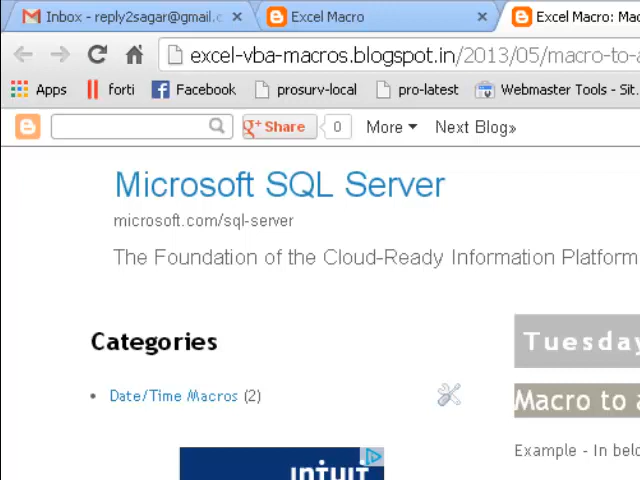 Inbox - reply2sagar@gmail.c
Excel Macro
Excel Macro: Ma
excel-vba-macros.blogspot.in/2013/05/macro-to-a
Apps
forti
Facebook
prosurv-local
pro-latest
Webmaster Tools - Sit.
g+ Share
0
More
Next Blog»
Microsoft SQL Server
microsoft.com/sql-server
The Foundation of the Cloud-Ready Information Platform
Categories
Tuesday
• Date/Time Macros (2)
Macro to a
Example - In belo
INTUIT